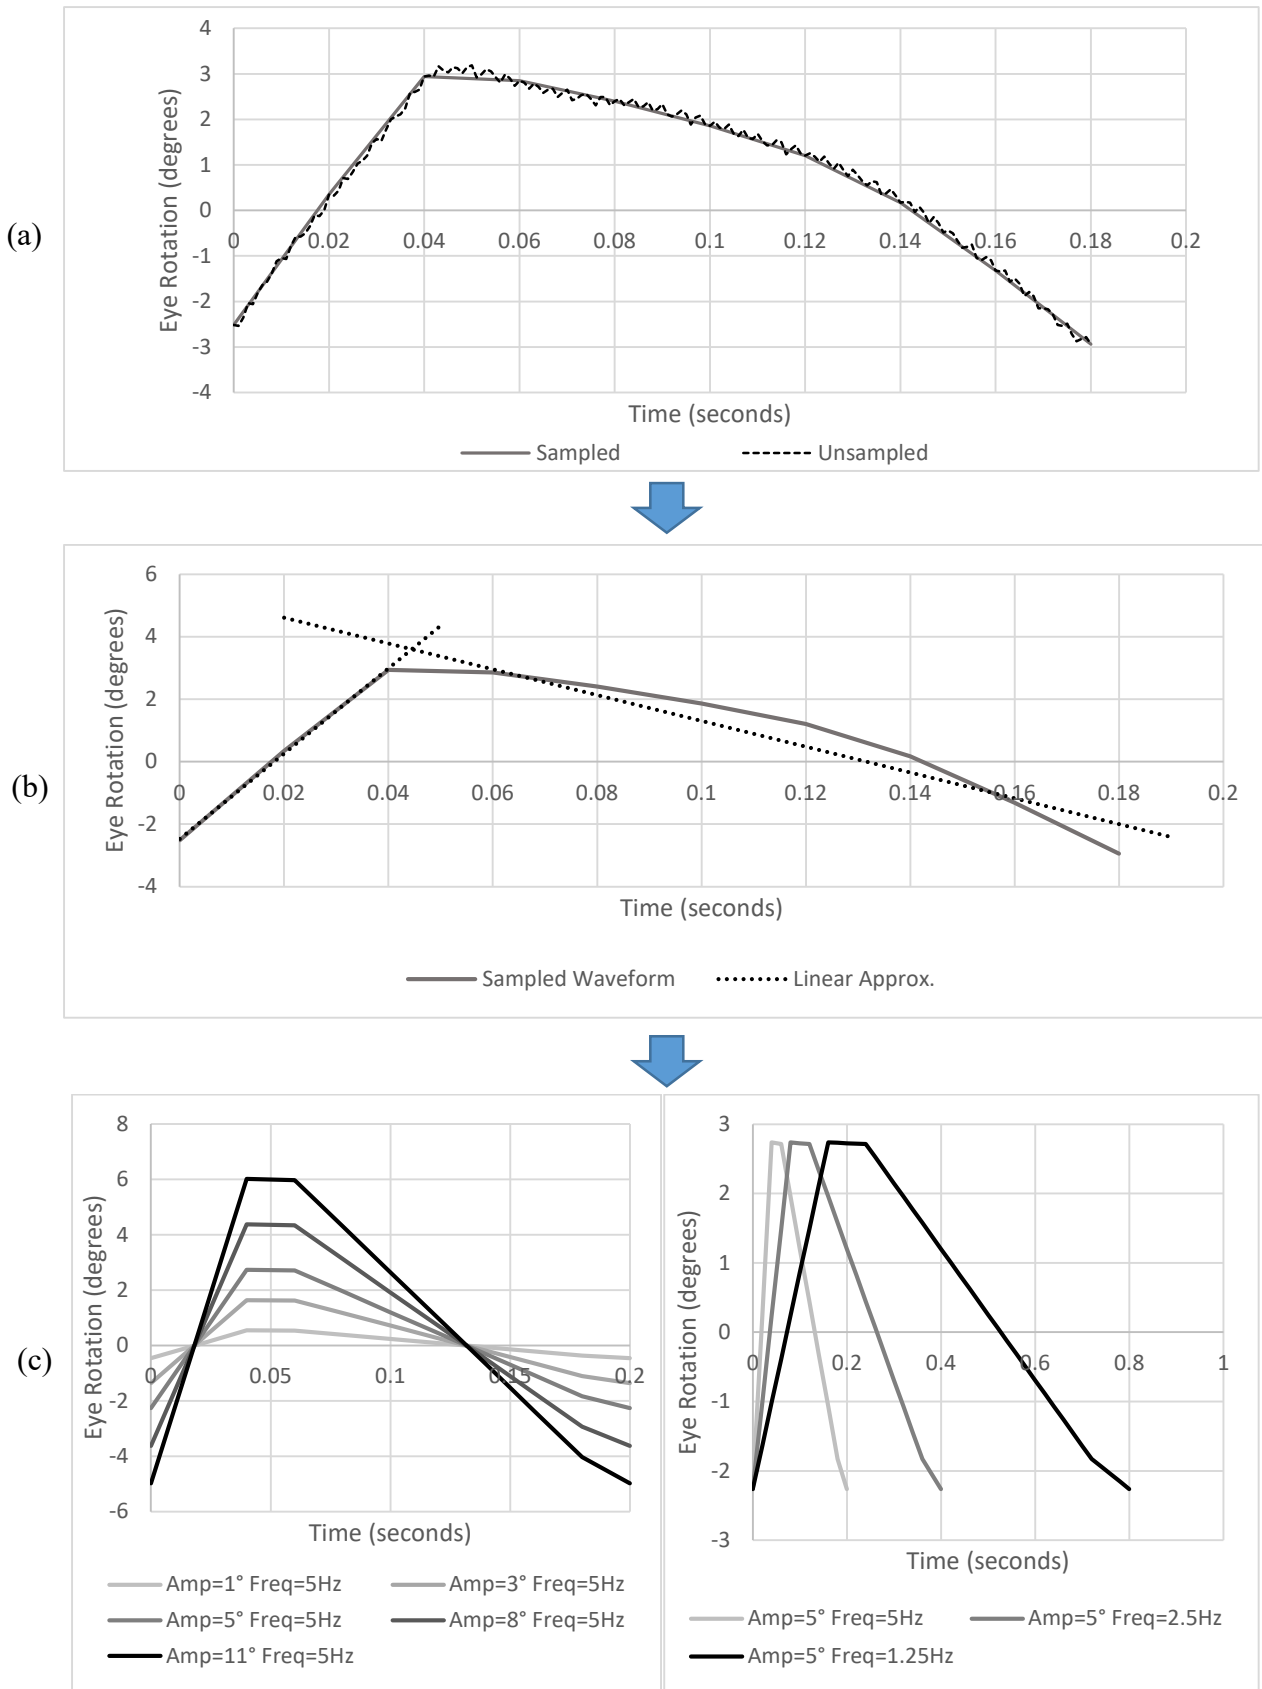 (a)
Eye Rotation (degrees)
4
3
2
1
0
-1
-2
-3
-4
0 0.02 0.04 0.06 0.08 0.1 0.12 0.14 0.16 0.18 0.2
Time (seconds)
Sampled Unsampled
(b)
Eye Rotation (degrees)
6
4
2
0
-2
-4
0 0.02 0.04 0.06 0.08 0.1 0.12 0.14 0.16 0.18 0.2
Time (seconds)
Sampled Waveform Linear Approx.
(c)
Eye Rotation (degrees)
8
6
4
2
0
-2
-4
-6
0 0.05 0.1 0.15 0.2
Time (seconds)
Amp=1° Freq=5Hz Amp=3° Freq=5Hz
Amp=5° Freq=5Hz Amp=8° Freq=5Hz
Amp=11° Freq=5Hz
Eye Rotation (degrees)
3
2
1
0
-1
-2
-3
0 0.2 0.4 0.6 0.8 1
Time (seconds)
Amp=5° Freq=5Hz Amp=5° Freq=2.5Hz
Amp=5° Freq=1.25Hz